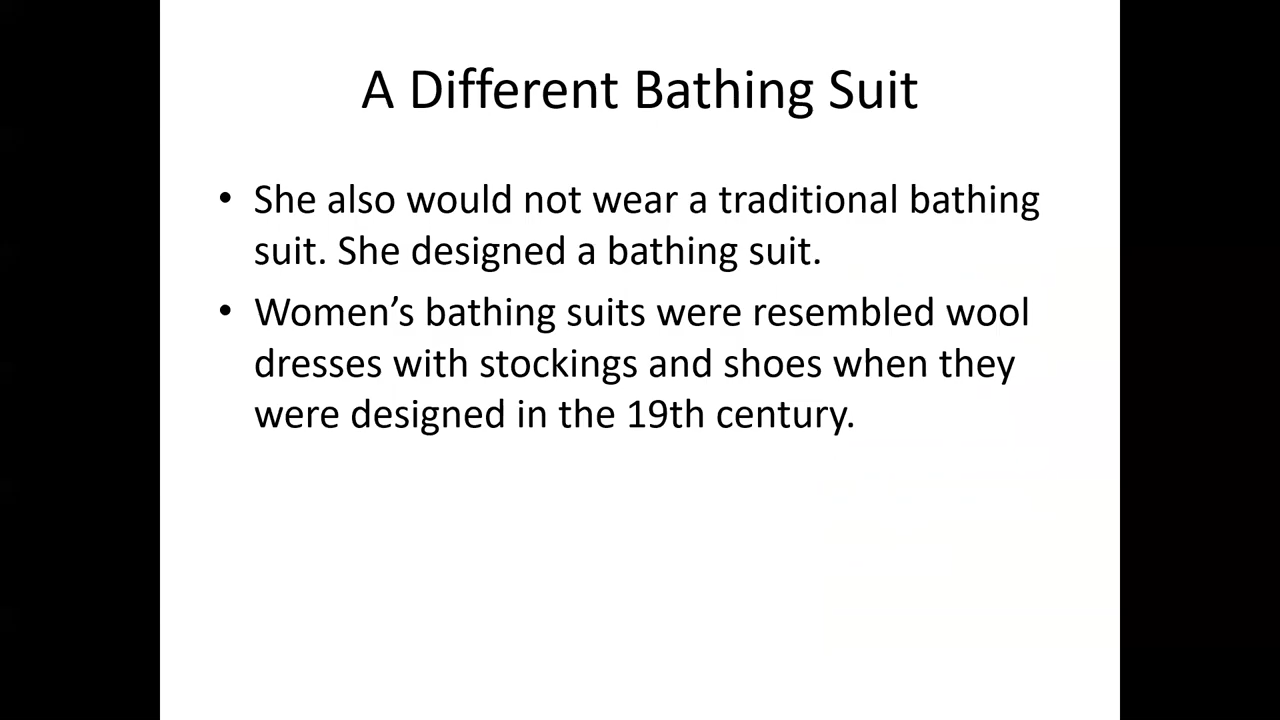 A Different Bathing Suit
• She also would not wear a traditional bathing
suit. She designed a bathing suit.
• Women’s bathing suits were resembled wool
dresses with stockings and shoes when they
were designed in the 19th century.